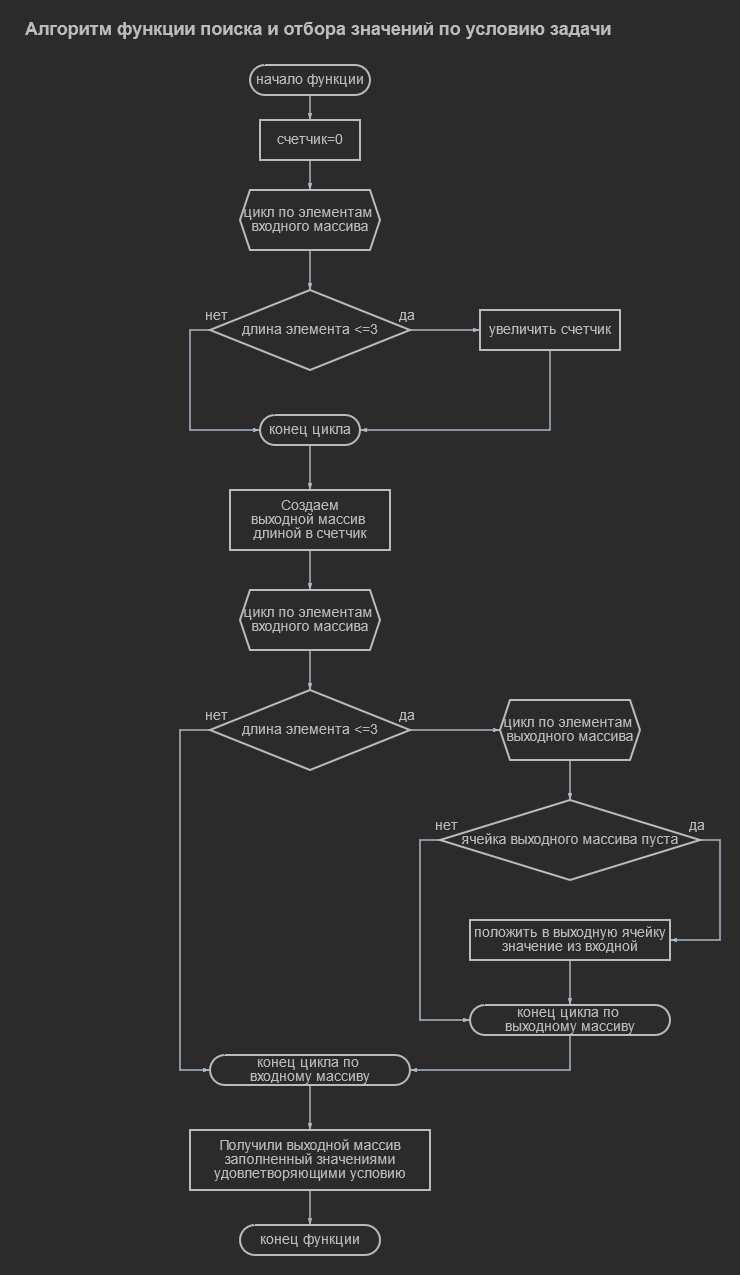 Алгоритм функции поиска и отбора значений по условию задачи
начало функции
счетчик=0
цикл по элементам
входного массива
нет
длина элемента <=3
да
увеличить счетчик
конец цикла
Создаем
выходной массив
длиной в счетчик
цикл по элементам
входного массива
нет
длина элемента <=3
да
цикл по элементам
выходного массива
нет
ячейка выходного массива пуста
да
положить в выходную ячейку
значение из входной
конец цикла по
выходному массиву
конец цикла по
входному массиву
Получили выходной массив
заполненный значениями
удовлетворяющими условию
конец функции